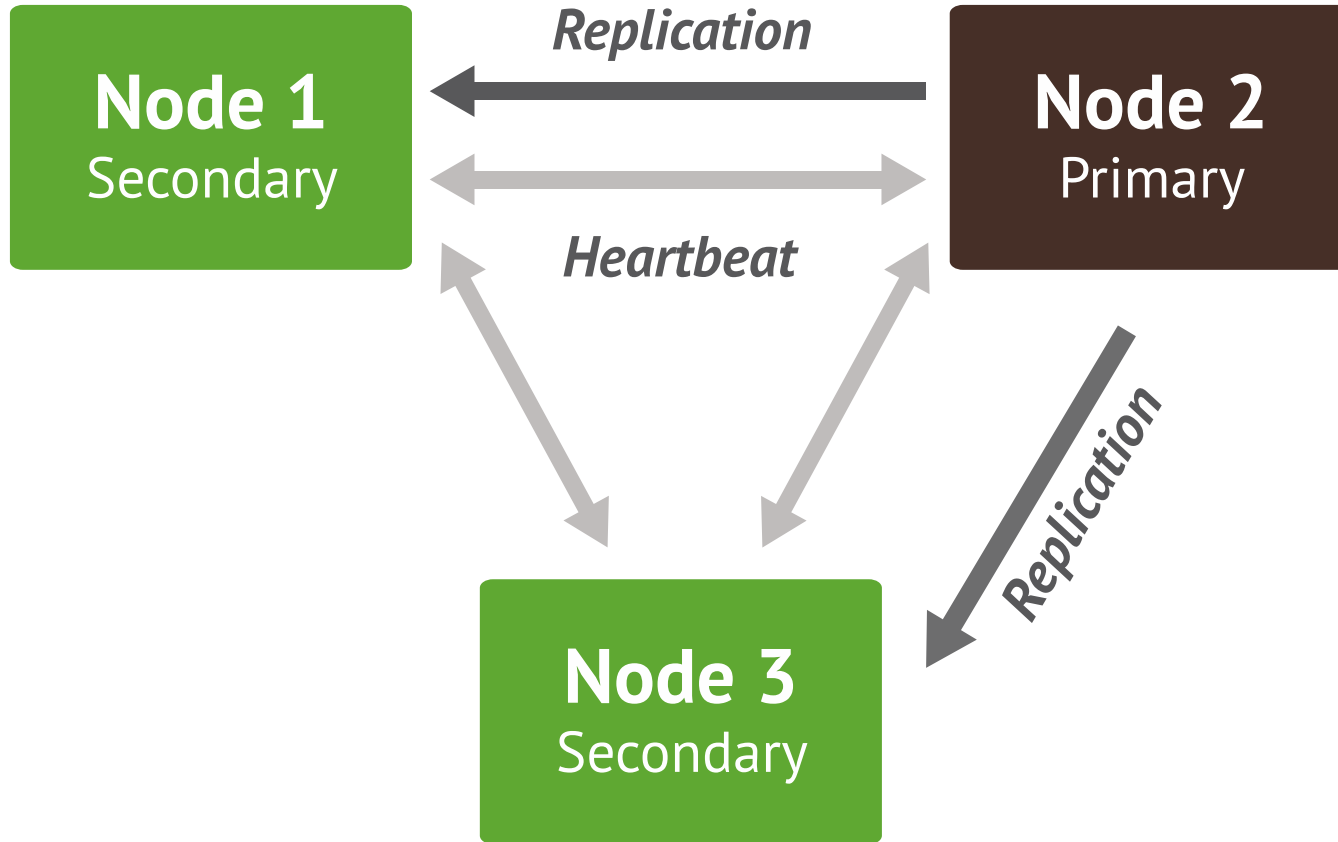 Replication
Node 1
Secondary
Node 2
Primary
Heartbeat
Replication
Node 3
Secondary